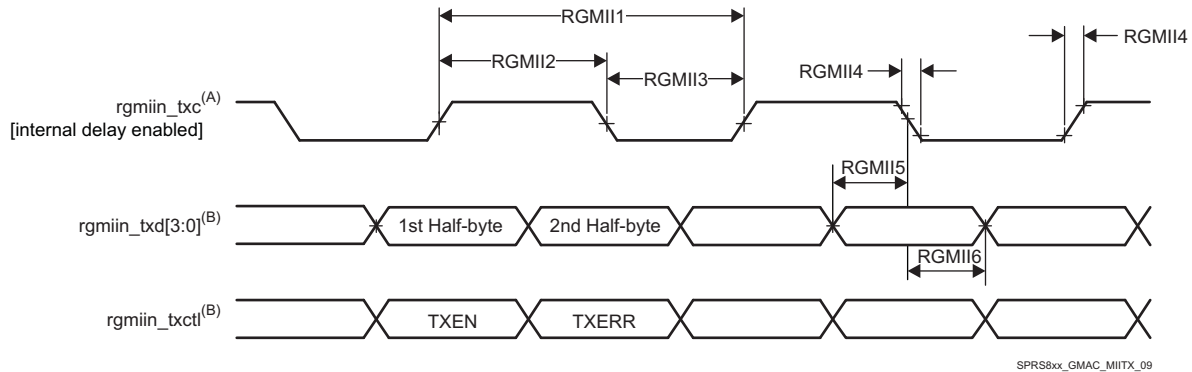 RGMII1
RGMII2
RGMII3
RGMII4
RGMII4
rgmiin_txc(A)
[internal delay enabled]
RGMII5
rgmiin_txd[3:0](B)
1st Half-byte
2nd Half-byte
RGMII6
rgmiin_txctl(B)
TXEN
TXERR
SPRS8xx_GMAC_MIITX_09